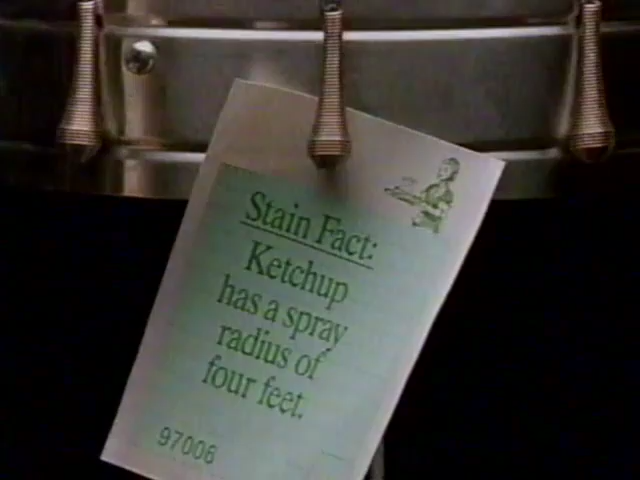 Stain Fact:
Ketchup
has a spray
radius of
four feet.
97006